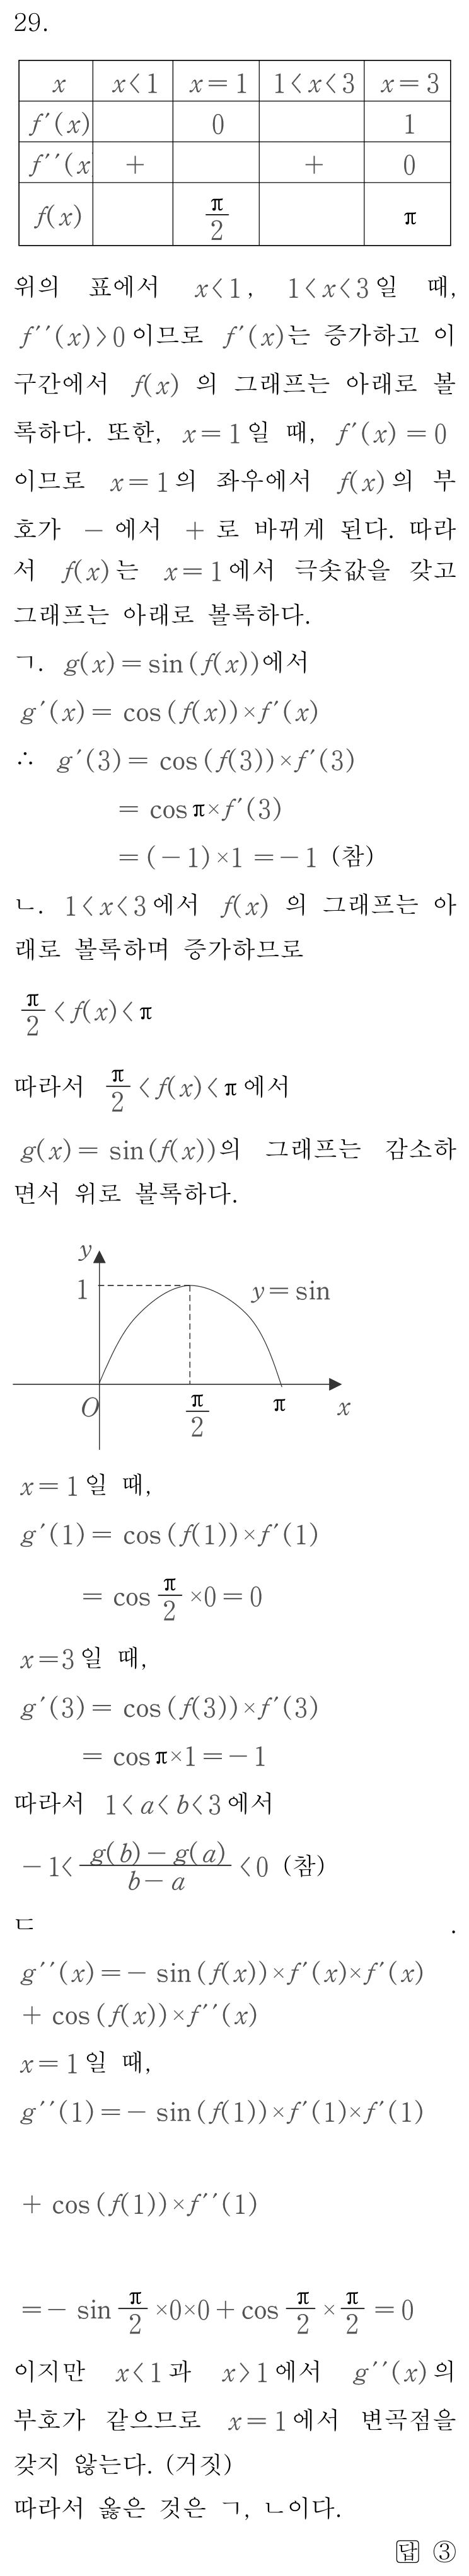 29.
x x<1 x=1 1<x<3 x=3
f′(x) 0 1
f′′(x + + 0
f(x) π/2 π
위의 표에서 x<1, 1<x<3일 때,
f′′(x)>0이므로 f′(x)는 증가하고 이
구간에서 f(x) 의 그래프는 아래로 볼
록하다. 또한, x=1일 때, f′(x)=0
이므로 x=1의 좌우에서 f(x)의 부
호가 -에서 +로 바뀌게 된다. 따라
서 f(x)는 x=1에서 극솟값을 갖고
그래프는 아래로 볼록하다.
ㄱ. g(x)=sin(f(x))에서
g′(x)= cos(f(x))×f′(x)
∴ g′(3)= cos(f(3))×f′(3)
= cosπ×f′(3)
=(-1)×1=-1 (참)
ㄴ. 1<x<3에서 f(x) 의 그래프는 아
래로 볼록하며 증가하므로
π/2<f(x)<π
따라서 π/2<f(x)<π에서
g(x)= sin(f(x))의 그래프는 감소하
면서 위로 볼록하다.
y
1
y=sin
O π/2 π x
x=1일 때,
g′(1)= cos(f(1))×f′(1)
= cos π/2 ×0=0
x=3일 때,
g′(3)= cos(f(3))×f′(3)
= cosπ×1=-1
따라서 1<a<b<3에서
-1< (g(b)-g(a))/(b-a) <0 (참)
ㄷ .
g′′(x)=- sin(f(x))×f′(x)×f′(x)
+ cos(f(x))×f′′(x)
x=1일 때,
g′′(1)=- sin(f(1))×f′(1)×f′(1)
+ cos(f(1))×f′′(1)
=- sin π/2 ×0×0+cos π/2 × π/2 =0
이지만 x<1과 x>1에서 g′′(x)의
부호가 같으므로 x=1에서 변곡점을
갖지 않는다. (거짓)
따라서 옳은 것은 ㄱ, ㄴ이다.
답 ③